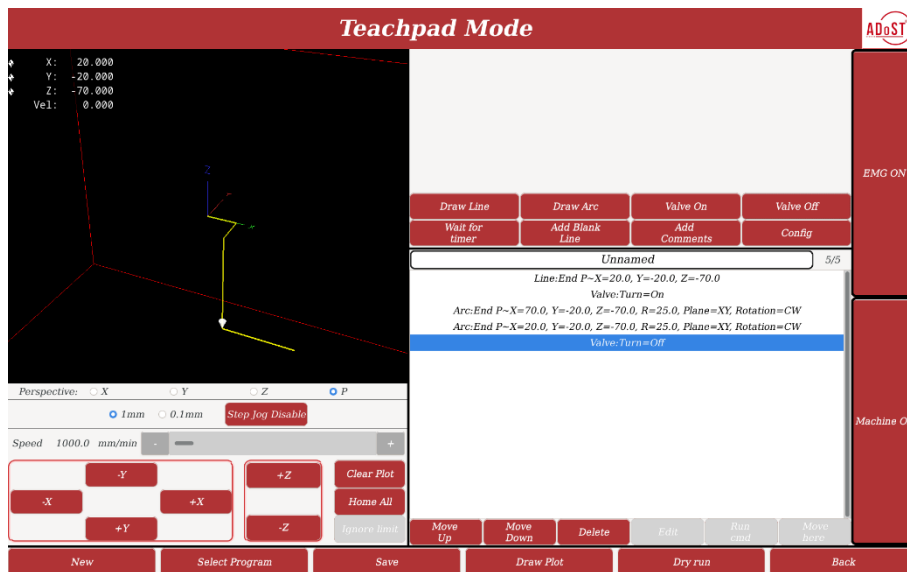 Teachpad Mode
ADoST
X: 20.000
Y: -20.000
Z: -70.000
Vel: 0.000
Z
X
EMG ON
Draw Line
Draw Arc
Valve On
Valve Off
Wait for
timer
Add Blank
Line
Add
Comments
Config
Unnamed
5/5
Line:End P~X=20.0, Y=-20.0, Z=-70.0
Valve:Turn=On
Arc:End P~X=70.0, Y=-20.0, Z=-70.0, R=25.0, Plane=XY, Rotation=CW
Arc:End P~X=20.0, Y=-20.0, Z=-70.0, R=25.0, Plane=XY, Rotation=CW
Valve:Turn=Off
Perspective: X Y Z P
1mm 0.1mm Step Jog Disable
Speed 1000.0 mm/min - +
-Y
-X
+X
+Y
+Z
-Z
Clear Plot
Home All
Ignore limit
Machine O
Move
Up
Move
Down
Delete
Edit
Run
cmd
Move
here
New
Select Program
Save
Draw Plot
Dry run
Back